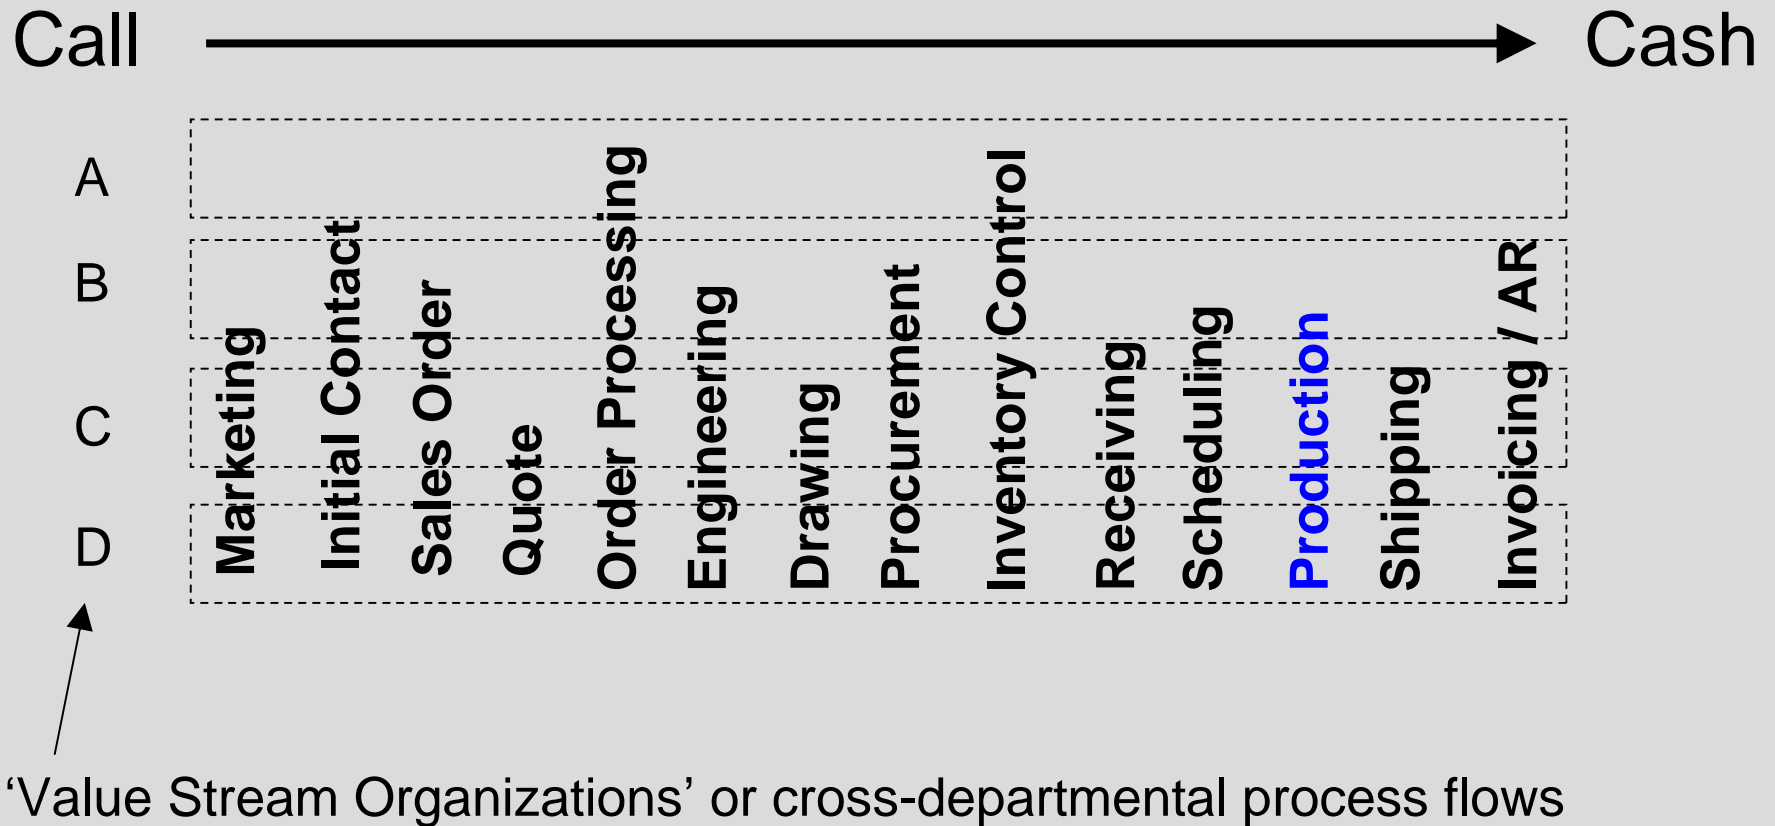 Call
Cash
A
B
C
D
Marketing
Initial Contact
Sales Order
Quote
Order Processing
Engineering
Drawing
Procurement
Inventory Control
Receiving
Scheduling
Production
Shipping
Invoicing / AR
‘Value Stream Organizations’ or cross-departmental process flows